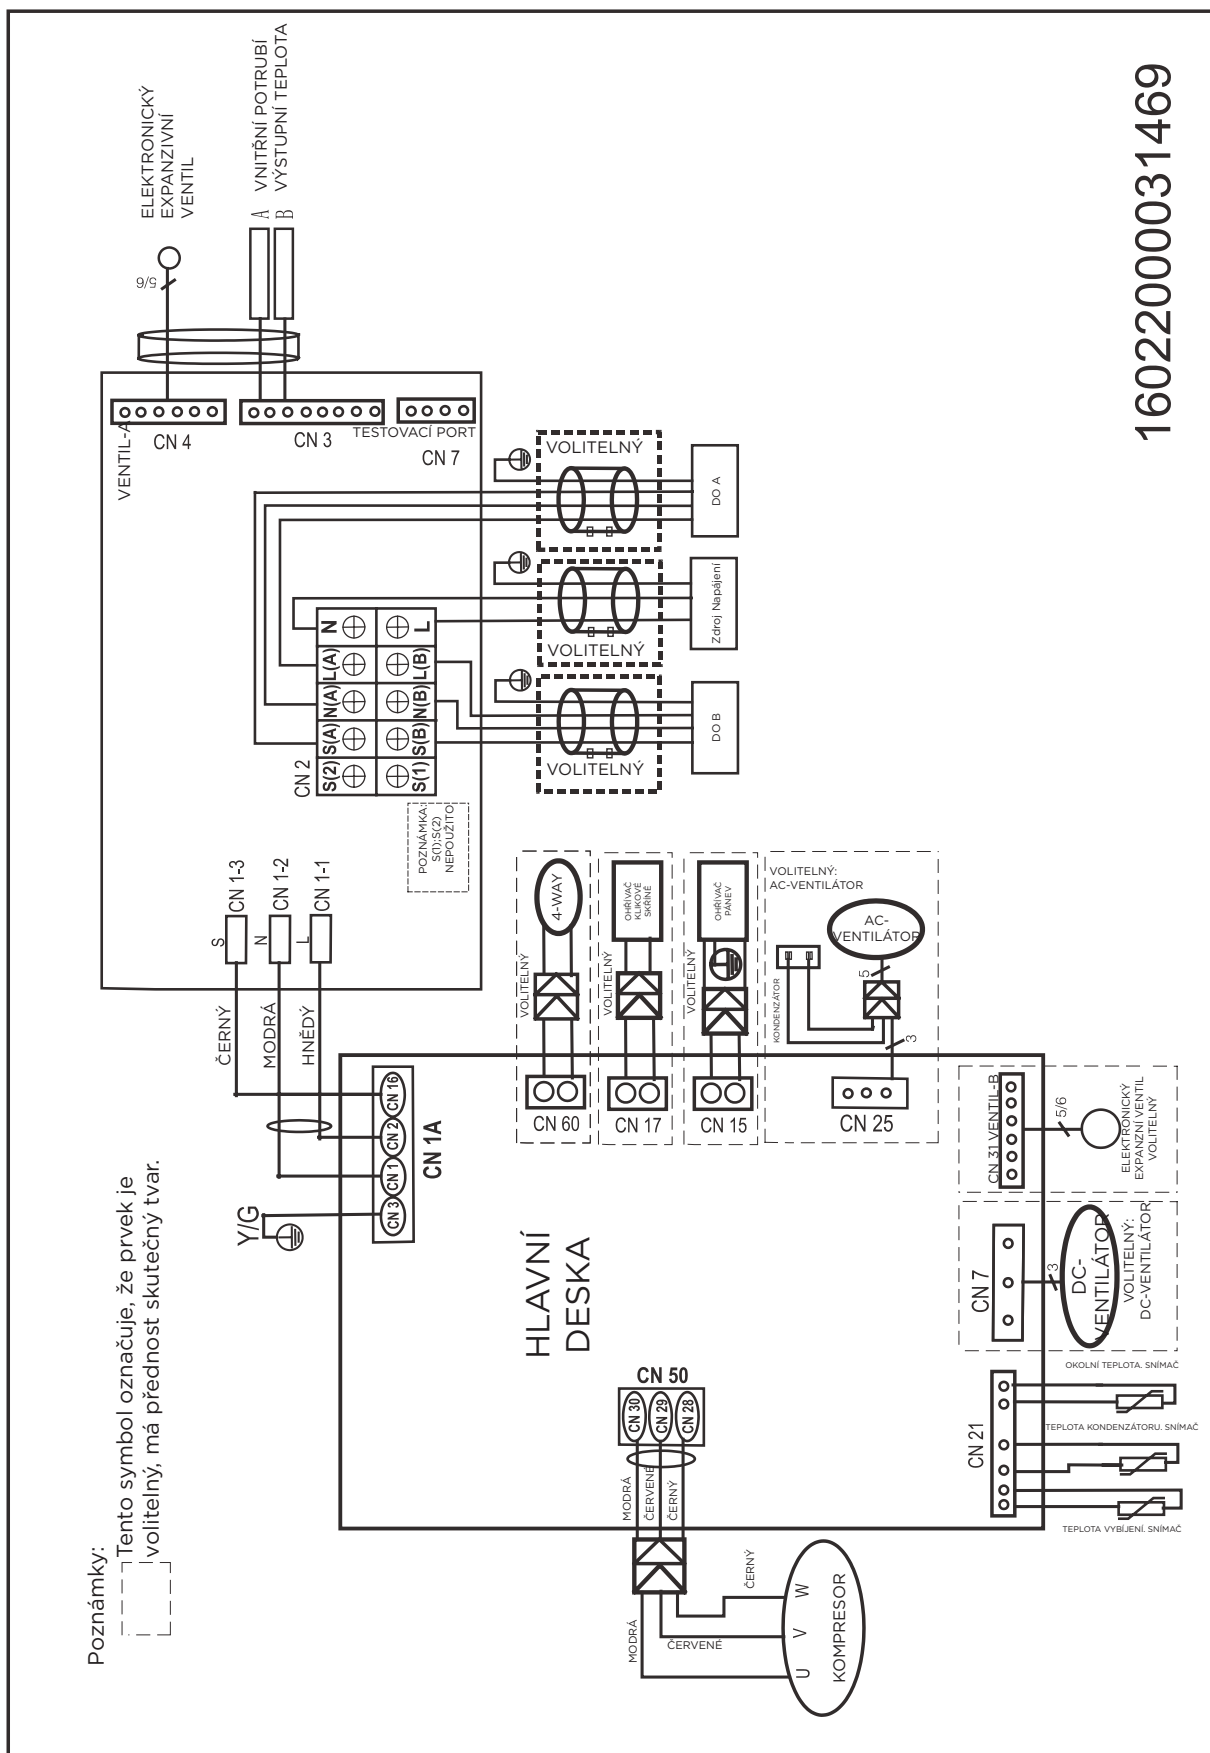 16022000031469
Poznámky:
Tento symbol označuje, že prvek je
volitelný, má přednost skutečný tvar.
ELEKTRONICKÝ
EXPANZIVNÍ
VENTIL
5/6
A VNITŘNÍ POTRUBÍ
B VÝSTUPNÍ TEPLOTA
VENTIL-A
CN 4
CN 3
TESTOVACÍ PORT
CN 7
VOLITELNÝ
DO A
VOLITELNÝ
Zdroj Napájení
VOLITELNÝ
DO B
CN 2
N
L
L(A)
L(B)
N(A)
N(B)
S(A)
S(B)
S(2)
S(1)
POZNÁMKA:
S(1);S(2)
NEPOUŽITO
S
CN 1-3
N
CN 1-2
L
CN 1-1
ČERNÝ
MODRÁ
HNĚDÝ
Y/G
CN 16
CN 2
CN 1
CN 3
CN 1A
HLAVNÍ
DESKA
4-WAY
VOLITELNÝ
CN 60
OHŘÍVAČ
KLIKOVÉ
SKŘÍNĚ
VOLITELNÝ
CN 17
OHŘÍVAČ
PÁNEV
VOLITELNÝ
CN 15
VOLITELNÝ:
AC-VENTILÁTOR
AC-
VENTILÁTOR
KONDENZÁTOR
5
3
CN 25
CN 31 VENTIL-B
5/6
ELEKTRONICKÝ
EXPANZNÍ VENTIL
VOLITELNÝ
CN 7
3
DC-
VENTILÁTOR
VOLITELNÝ:
DC-VENTILÁTOR
CN 21
OKOLNÍ TEPLOTA. SNÍMAČ
TEPLOTA KONDENZÁTORU. SNÍMAČ
TEPLOTA VYBÍJENÍ. SNÍMAČ
CN 50
CN 30
CN 29
CN 28
MODRÁ
ČERVENÉ
ČERNÝ
MODRÁ
ČERVENÉ
ČERNÝ
U
V
W
KOMPRESOR